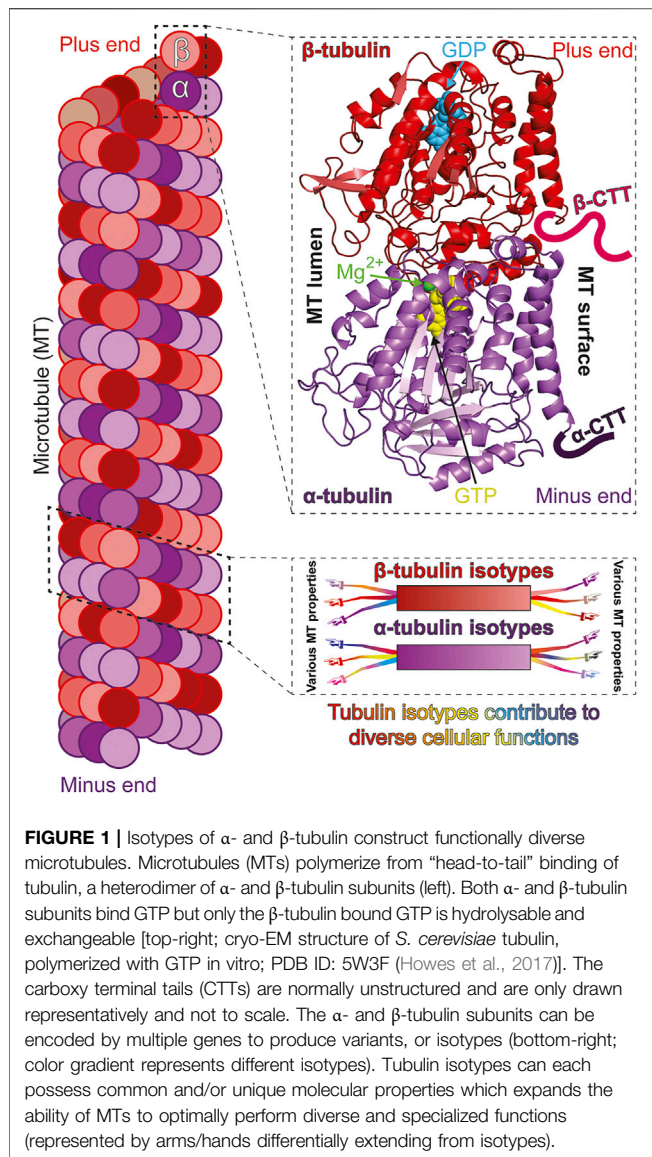 Plus end
β
α
Microtubule (MT)
Minus end
β-tubulin
GDP
Plus end
β-CTT
MT lumen
Mg2+
MT surface
α-CTT
α-tubulin
GTP
Minus end
Various MT properties
β-tubulin isotypes
α-tubulin isotypes
Various MT properties
Tubulin isotypes contribute to
diverse cellular functions
FIGURE 1 | Isotypes of α- and β-tubulin construct functionally diverse
microtubules. Microtubules (MTs) polymerize from “head-to-tail” binding of
tubulin, a heterodimer of α- and β-tubulin subunits (left). Both α- and β-tubulin
subunits bind GTP but only the β-tubulin bound GTP is hydrolysable and
exchangeable [top-right; cryo-EM structure of S. cerevisiae tubulin,
polymerized with GTP in vitro; PDB ID: 5W3F (Howes et al., 2017)]. The
carboxy terminal tails (CTTs) are normally unstructured and are only drawn
representatively and not to scale. The α- and β-tubulin subunits can be
encoded by multiple genes to produce variants, or isotypes (bottom-right;
color gradient represents different isotypes). Tubulin isotypes can each
possess common and/or unique molecular properties which expands the
ability of MTs to optimally perform diverse and specialized functions
(represented by arms/hands differentially extending from isotypes).